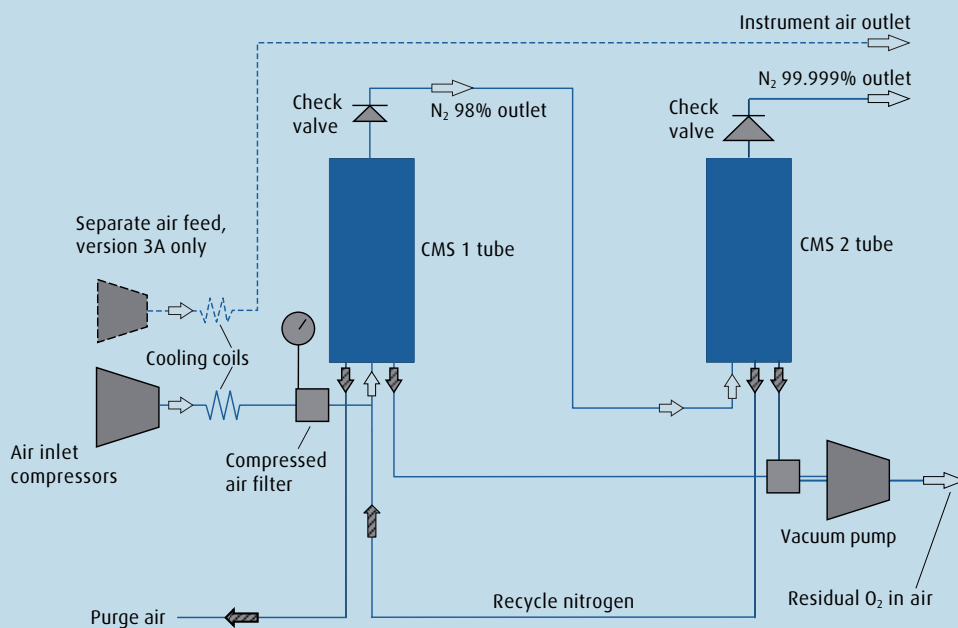 Instrument air outlet
N₂ 99.999% outlet
Check
valve
N₂ 98% outlet
Check
valve
Separate air feed,
version 3A only
CMS 1 tube
CMS 2 tube
Cooling coils
Air inlet
compressors
Compressed
air filter
Vacuum pump
Residual O₂ in air
Recycle nitrogen
Purge air